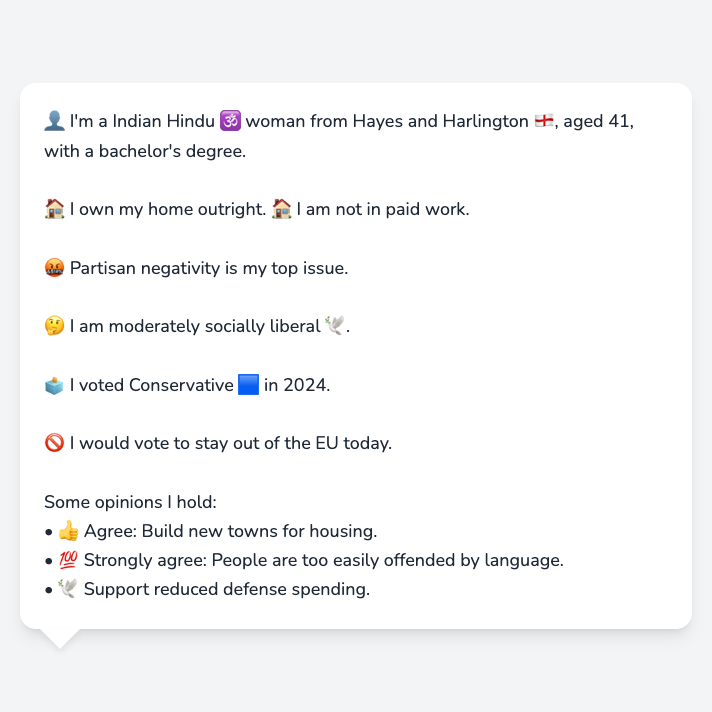 👤 I'm a Indian Hindu 🕉️ woman from Hayes and Harlington 🏴󠁧󠁢󠁥󠁮󠁧󠁿, aged 41,
with a bachelor's degree.
🏠 I own my home outright. 🏠 I am not in paid work.
🤬 Partisan negativity is my top issue.
🤔 I am moderately socially liberal 🕊️.
🗳️ I voted Conservative 🟦 in 2024.
🚫 I would vote to stay out of the EU today.
Some opinions I hold:
• 👍 Agree: Build new towns for housing.
• 💯 Strongly agree: People are too easily offended by language.
• 🕊️ Support reduced defense spending.